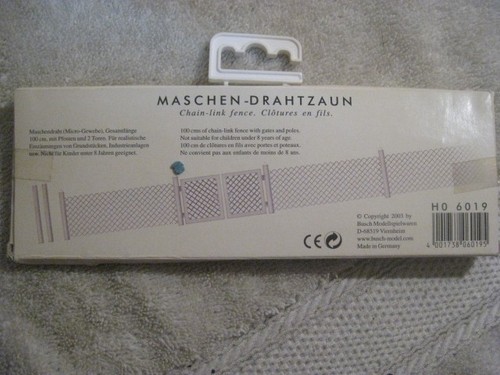 MASCHEN-DRAHTZAUN
Chain-link fence. Clôtures en fils.
Maschendraht (Micro-Gewebe), Gesamtlänge
100 cm, mit Pfosten und 2 Toren. Für realistische
Einzäunungen von Grundstücken, Industrieanlagen
usw. Nicht für Kinder unter 8 Jahren geeignet.
100 cms of chain-link fence with gates and poles.
Not suitable for children under 8 years of age.
100 cm de clôtures en fils avec portes et poteaux.
Ne convient pas aux enfants de moins de 8 ans.
H0 6019
© Copyright 2003 by
Busch Modellspielwaren
D-68519 Viernheim
www.busch-model.com
Made in Germany
CE
4 001738 060195